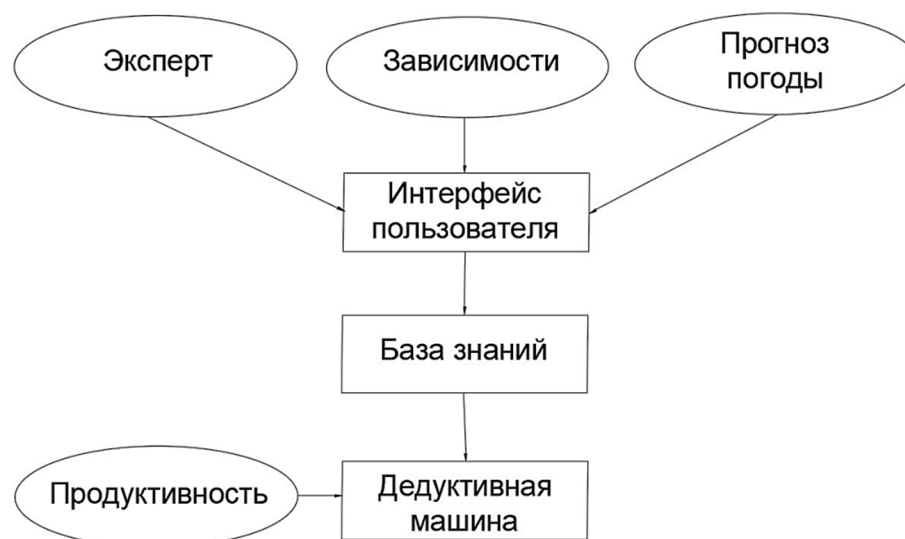 Эксперт
Зависимости
Прогноз
погоды
Интерфейс
пользователя
База знаний
Продуктивность
Дедуктивная
машина